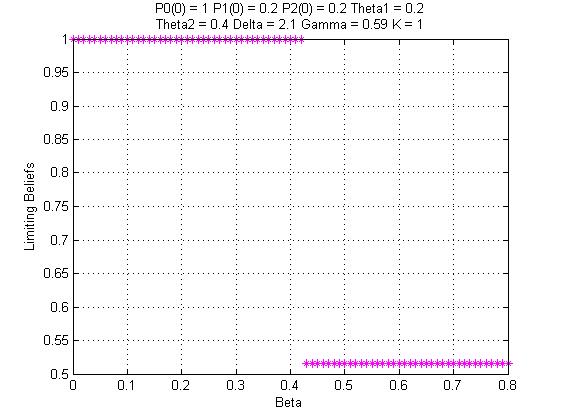 P0(0) = 1 P1(0) = 0.2 P2(0) = 0.2 Theta1 = 0.2
Theta2 = 0.4 Delta = 2.1 Gamma = 0.59 K = 1
1
0.95
0.9
0.85
0.8
0.75
0.7
0.65
0.6
0.55
0.5
Limiting Beliefs
0 0.1 0.2 0.3 0.4 0.5 0.6 0.7 0.8
Beta